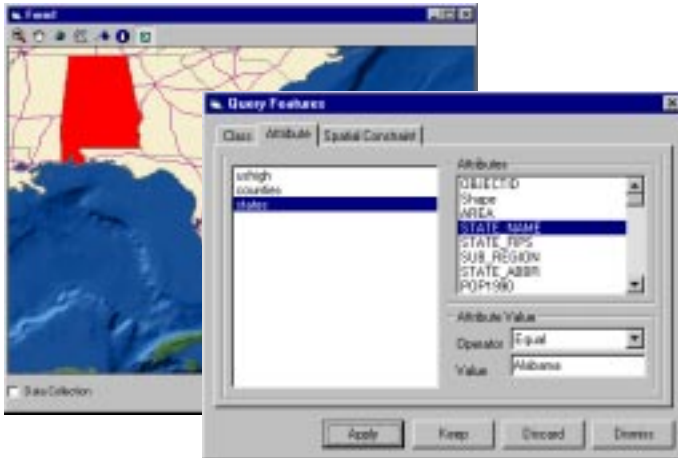 Form1
Query Features
Class
Attribute
Spatial Constraint
ushigh
counties
states
Attributes
OBJECTID
Shape
AREA
STATE_NAME
STATE_FIPS
SUB_REGION
STATE_ABBR
POP1990
Attribute Value
Operator
Equal
Value
Alabama
Data Collection
Apply
Keep
Discard
Dismiss